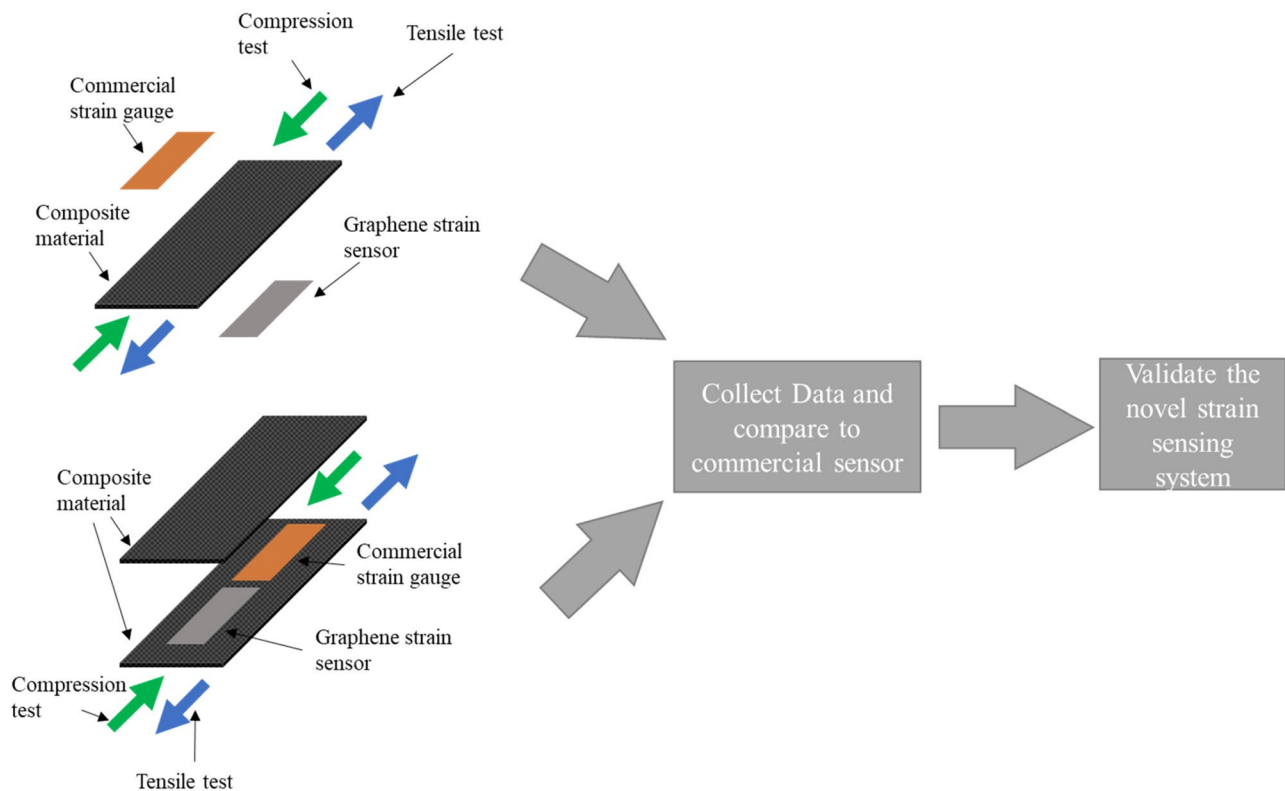 Compression
test
Tensile test
Commercial
strain gauge
Composite
material
Graphene strain
sensor
Collect Data and
compare to
commercial sensor
Validate the
novel strain
sensing
system
Composite
material
Commercial
strain gauge
Graphene strain
sensor
Compression
test
Tensile test